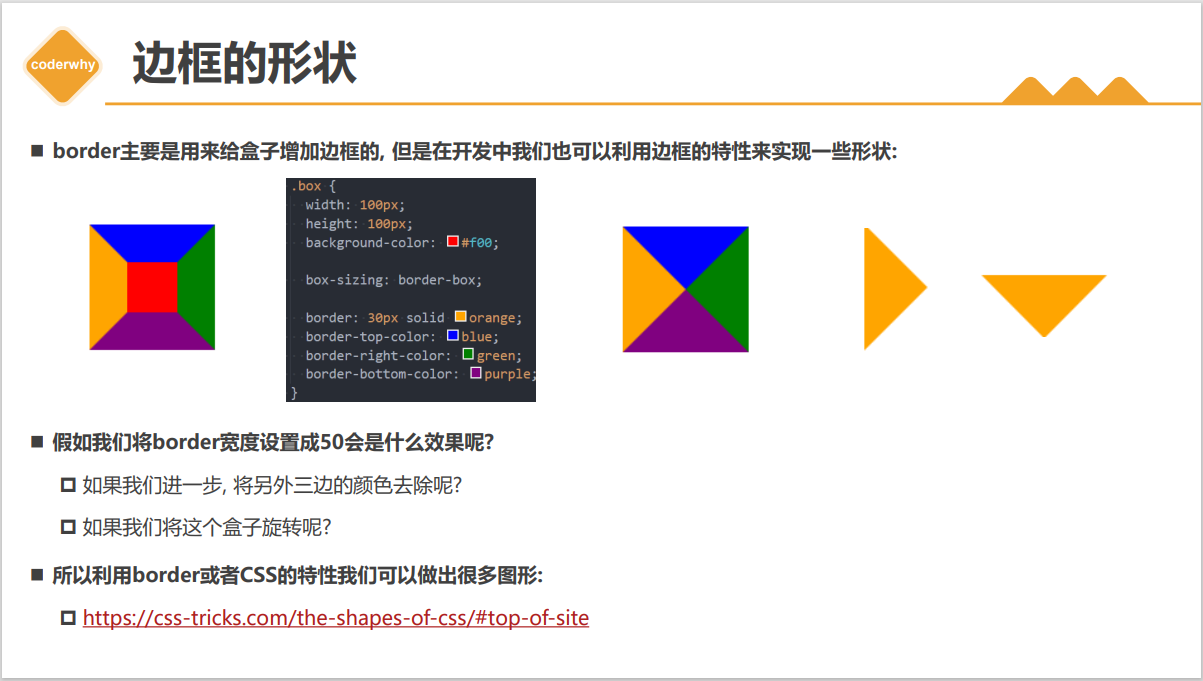 coderwhy
边框的形状
border主要是用来给盒子增加边框的, 但是在开发中我们也可以利用边框的特性来实现一些形状:
.box {
width: 100px;
height: 100px;
background-color: #f00;
box-sizing: border-box;
border: 30px solid orange;
border-top-color: blue;
border-right-color: green;
border-bottom-color: purple;
}
假如我们将border宽度设置成50会是什么效果呢?
如果我们进一步, 将另外三边的颜色去除呢?
如果我们将这个盒子旋转呢?
所以利用border或者CSS的特性我们可以做出很多图形:
https://css-tricks.com/the-shapes-of-css/#top-of-site